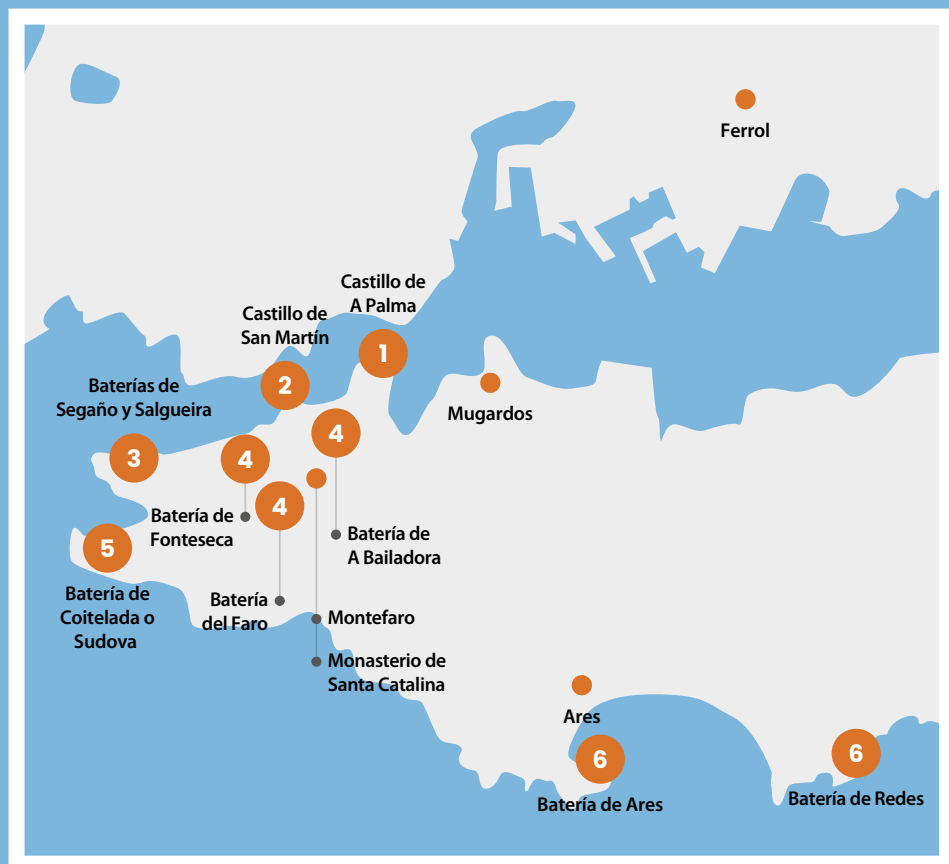 Ferrol
Castillo de
A Palma
1
Castillo de
San Martín
2
Mugardos
Baterías de
Segaño y Salgueira
3
4
4
4
Batería de
Fonteseca
Batería de
A Bailadora
5
Batería de
Coitelada o
Sudova
Batería
del Faro
Montefaro
Monasterio de
Santa Catalina
Ares
6
Batería de Ares
6
Batería de Redes